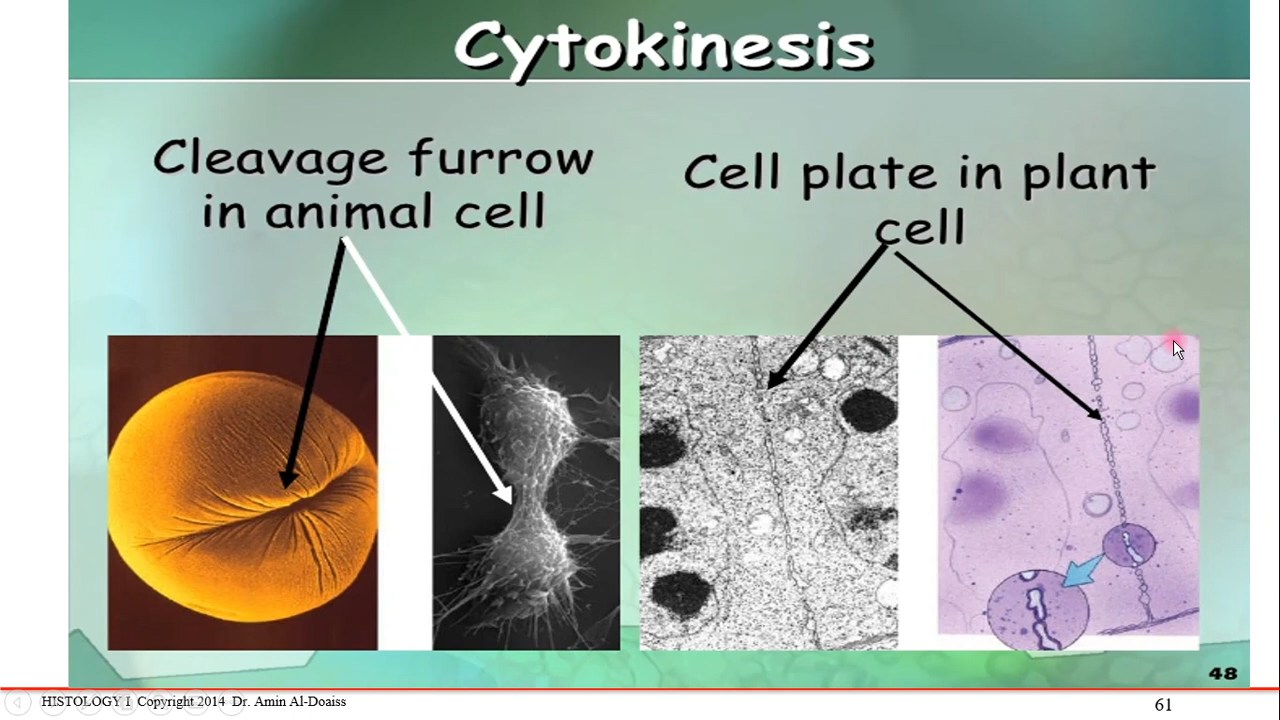 Cytokinesis
Cleavage furrow
in animal cell
Cell plate in plant
cell
48
HISTOLOGY I Copyright 2014 Dr. Amin Al-Doaiss
61